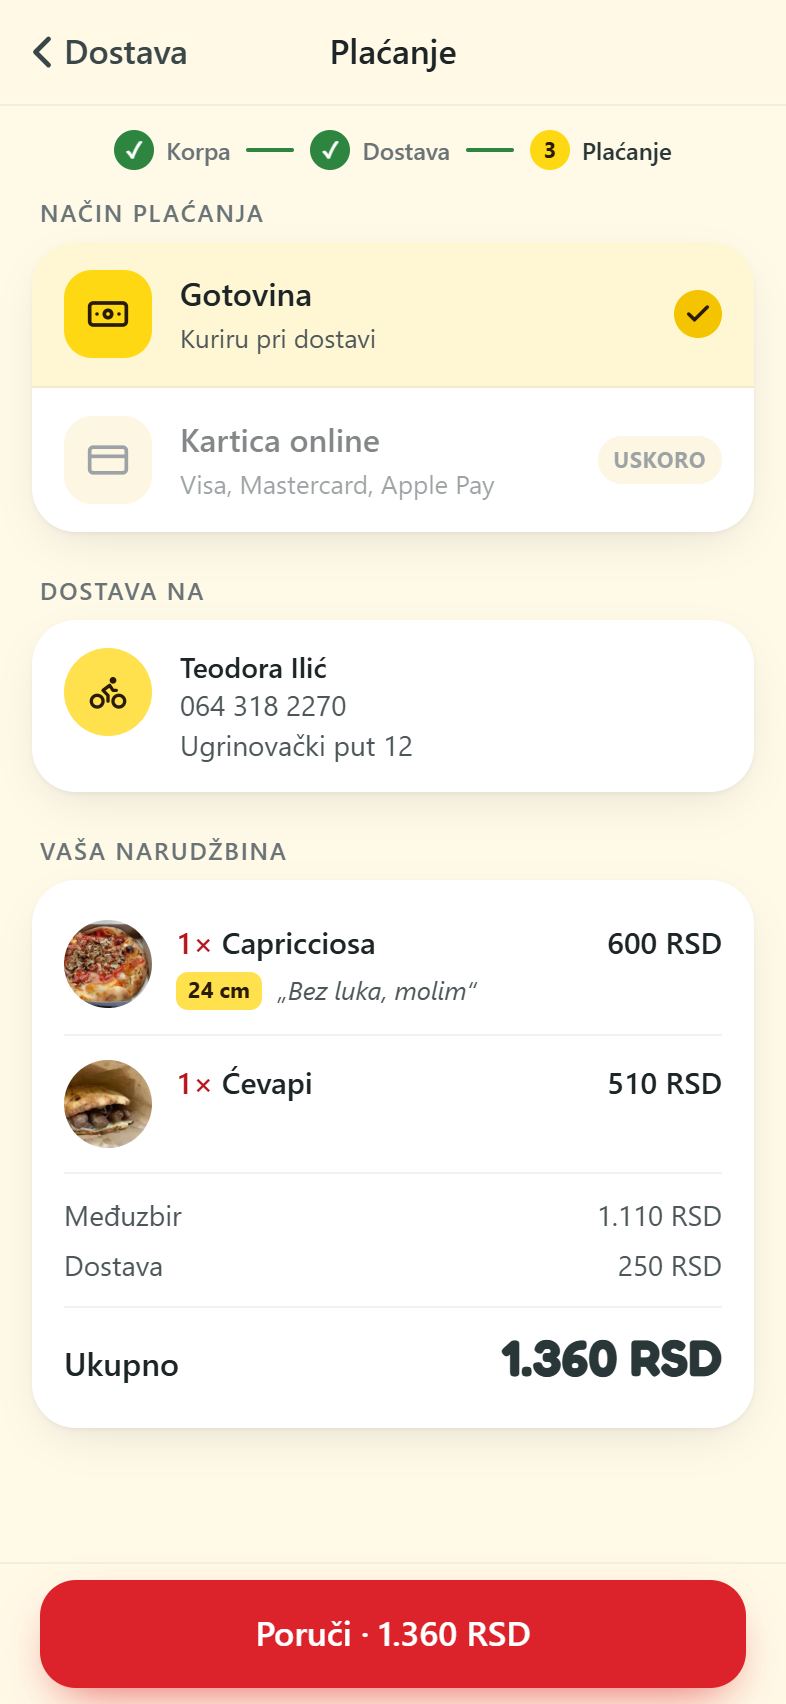 Dostava
Plaćanje
Korpa
Dostava
3 Plaćanje
NAČIN PLAĆANJA
Gotovina
Kuriru pri dostavi
Kartica online
Visa, Mastercard, Apple Pay
USKORO
DOSTAVA NA
Teodora Ilić
064 318 2270
Ugrinovački put 12
VAŠA NARUDŽBINA
1× Capricciosa 600 RSD
24 cm „Bez luka, molim“
1× Ćevapi 510 RSD
Međuzbir 1.110 RSD
Dostava 250 RSD
Ukupno 1.360 RSD
Poruči · 1.360 RSD